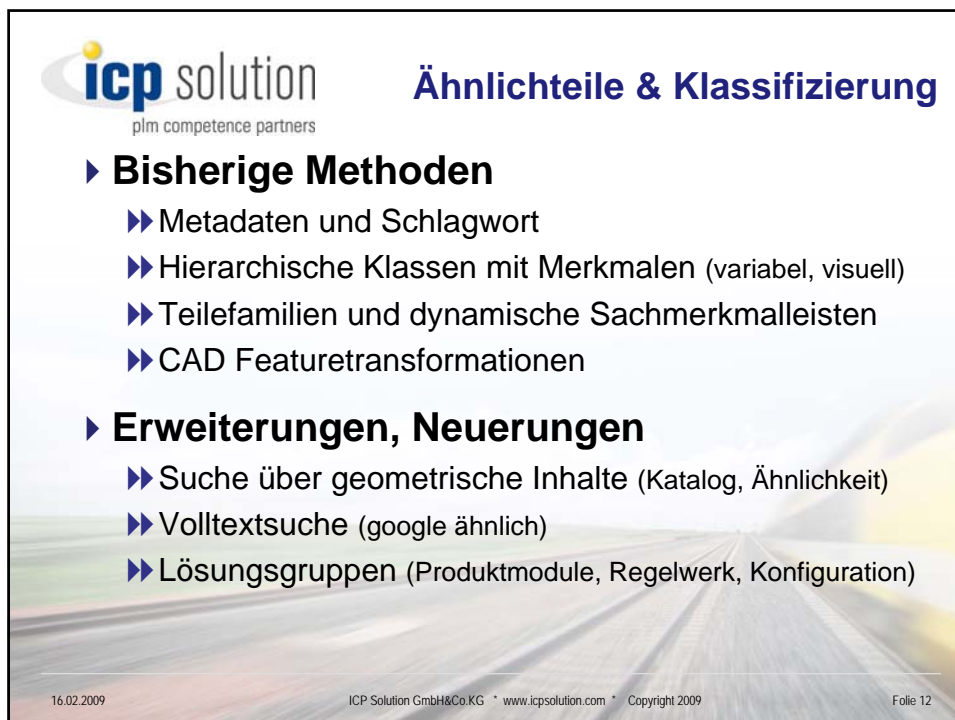 icp solution
plm competence partners
Ähnlichteile & Klassifizierung
Bisherige Methoden
Metadaten und Schlagwort
Hierarchische Klassen mit Merkmalen (variabel, visuell)
Teilefamilien und dynamische Sachmerkmalleisten
CAD Featuretransformationen
Erweiterungen, Neuerungen
Suche über geometrische Inhalte (Katalog, Ähnlichkeit)
Volltextsuche (google ähnlich)
Lösungsgruppen (Produktmodule, Regelwerk, Konfiguration)
16.02.2009 ICP Solution GmbH&Co.KG * www.icpsolution.com * Copyright 2009 Folie 12